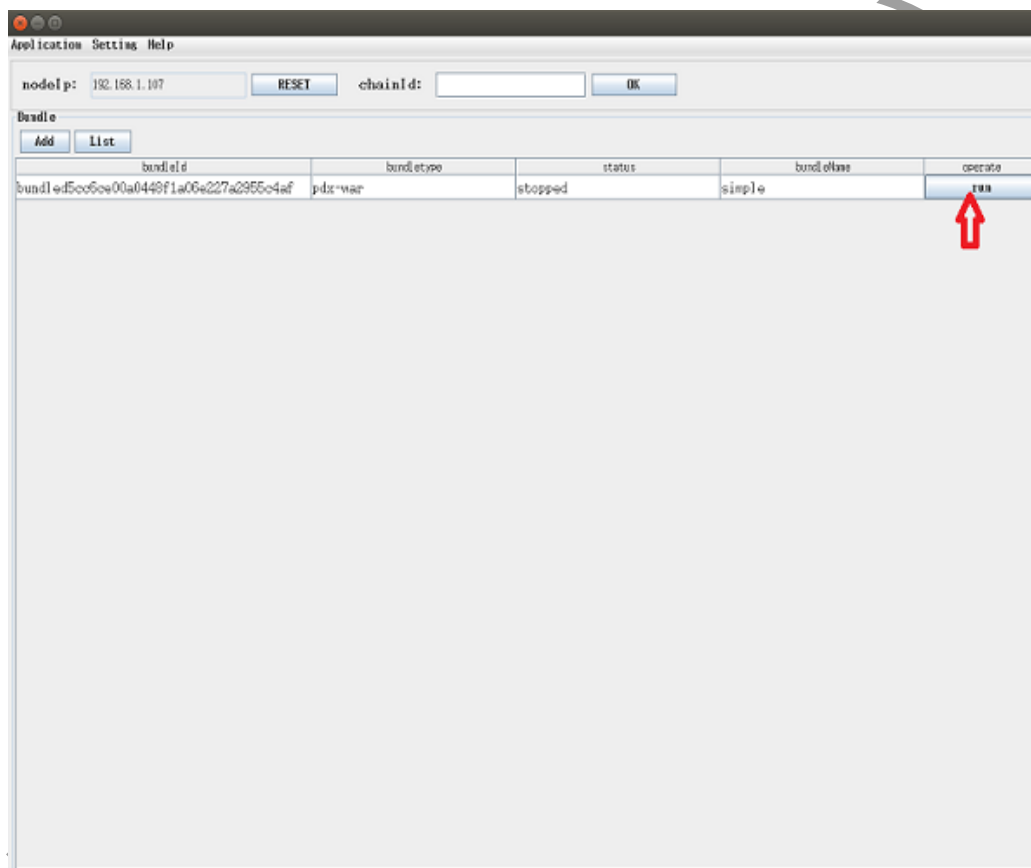 Application Setting Help
nodeIp: 192.168.1.107 RESET chainId: OK
Bundle
Add List
bundleId bundletype status bundleName operate
bundled5cc6ce00a0448f1a06e227a2955c4af pdx-war stopped simple run